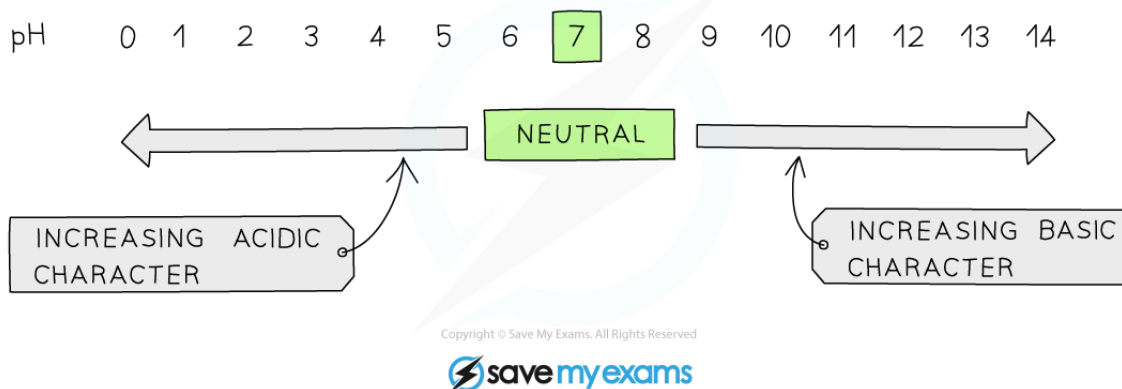 pH 0 1 2 3 4 5 6 7 8 9 10 11 12 13 14
NEUTRAL
INCREASING ACIDIC
CHARACTER
INCREASING BASIC
CHARACTER
Copyright © Save My Exams. All Rights Reserved
save my exams